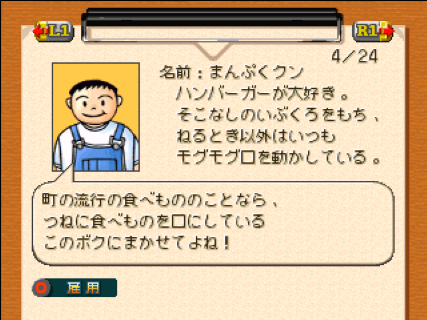 L1
R1
4/24
名前：まんぷくクン
ハンバーガーが大好き。
そこなしのいぶくろをもち、
ねるとき以外はいつも
モグモグ口を動かしている。
町の流行の食べもののことなら、
つねに食べものを口にしている
このボクにまかせてよね！
雇用